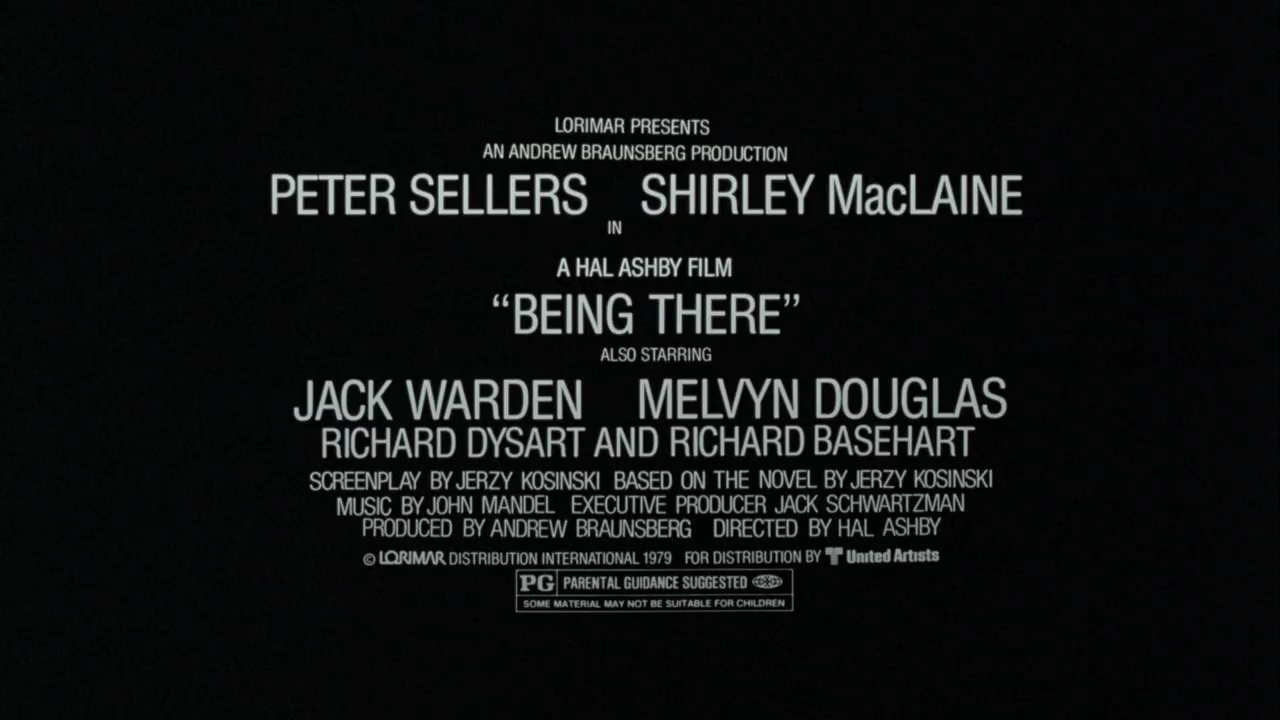 LORIMAR PRESENTS
AN ANDREW BRAUNSBERG PRODUCTION
PETER SELLERS SHIRLEY MacLAINE
IN
A HAL ASHBY FILM
“BEING THERE”
ALSO STARRING
JACK WARDEN MELVYN DOUGLAS
RICHARD DYSART AND RICHARD BASEHART
SCREENPLAY BY JERZY KOSINSKI BASED ON THE NOVEL BY JERZY KOSINSKI
MUSIC BY JOHN MANDEL EXECUTIVE PRODUCER JACK SCHWARTZMAN
PRODUCED BY ANDREW BRAUNSBERG DIRECTED BY HAL ASHBY
© LORIMAR DISTRIBUTION INTERNATIONAL 1979 FOR DISTRIBUTION BY United Artists
PG PARENTAL GUIDANCE SUGGESTED
SOME MATERIAL MAY NOT BE SUITABLE FOR CHILDREN